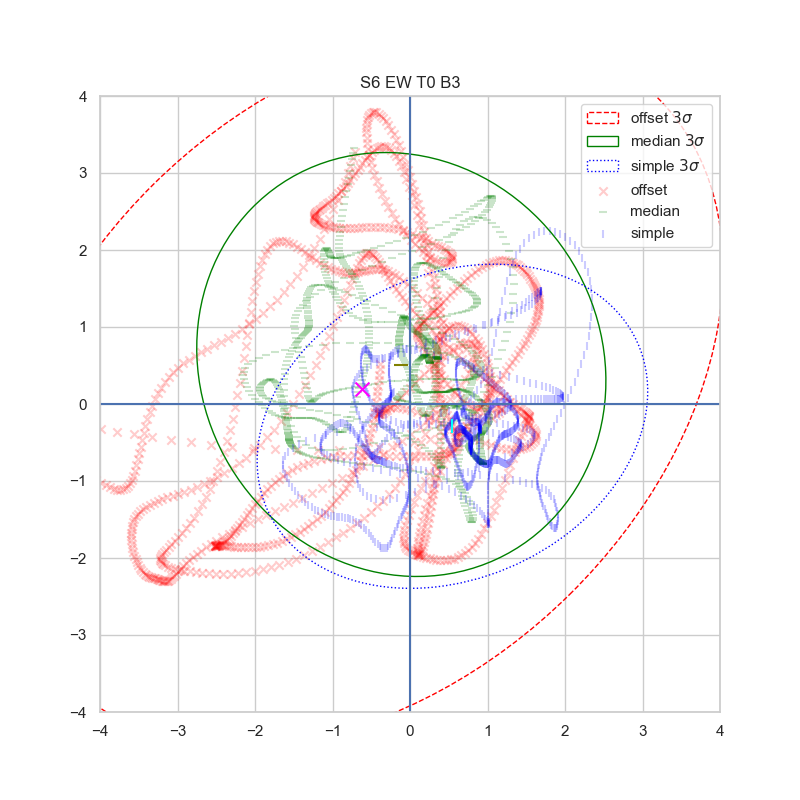 S6 EW T0 B3
offset 3σ
median 3σ
simple 3σ
offset
median
simple
4
3
2
1
0
−1
−2
−3
−4
−4 −3 −2 −1 0 1 2 3 4